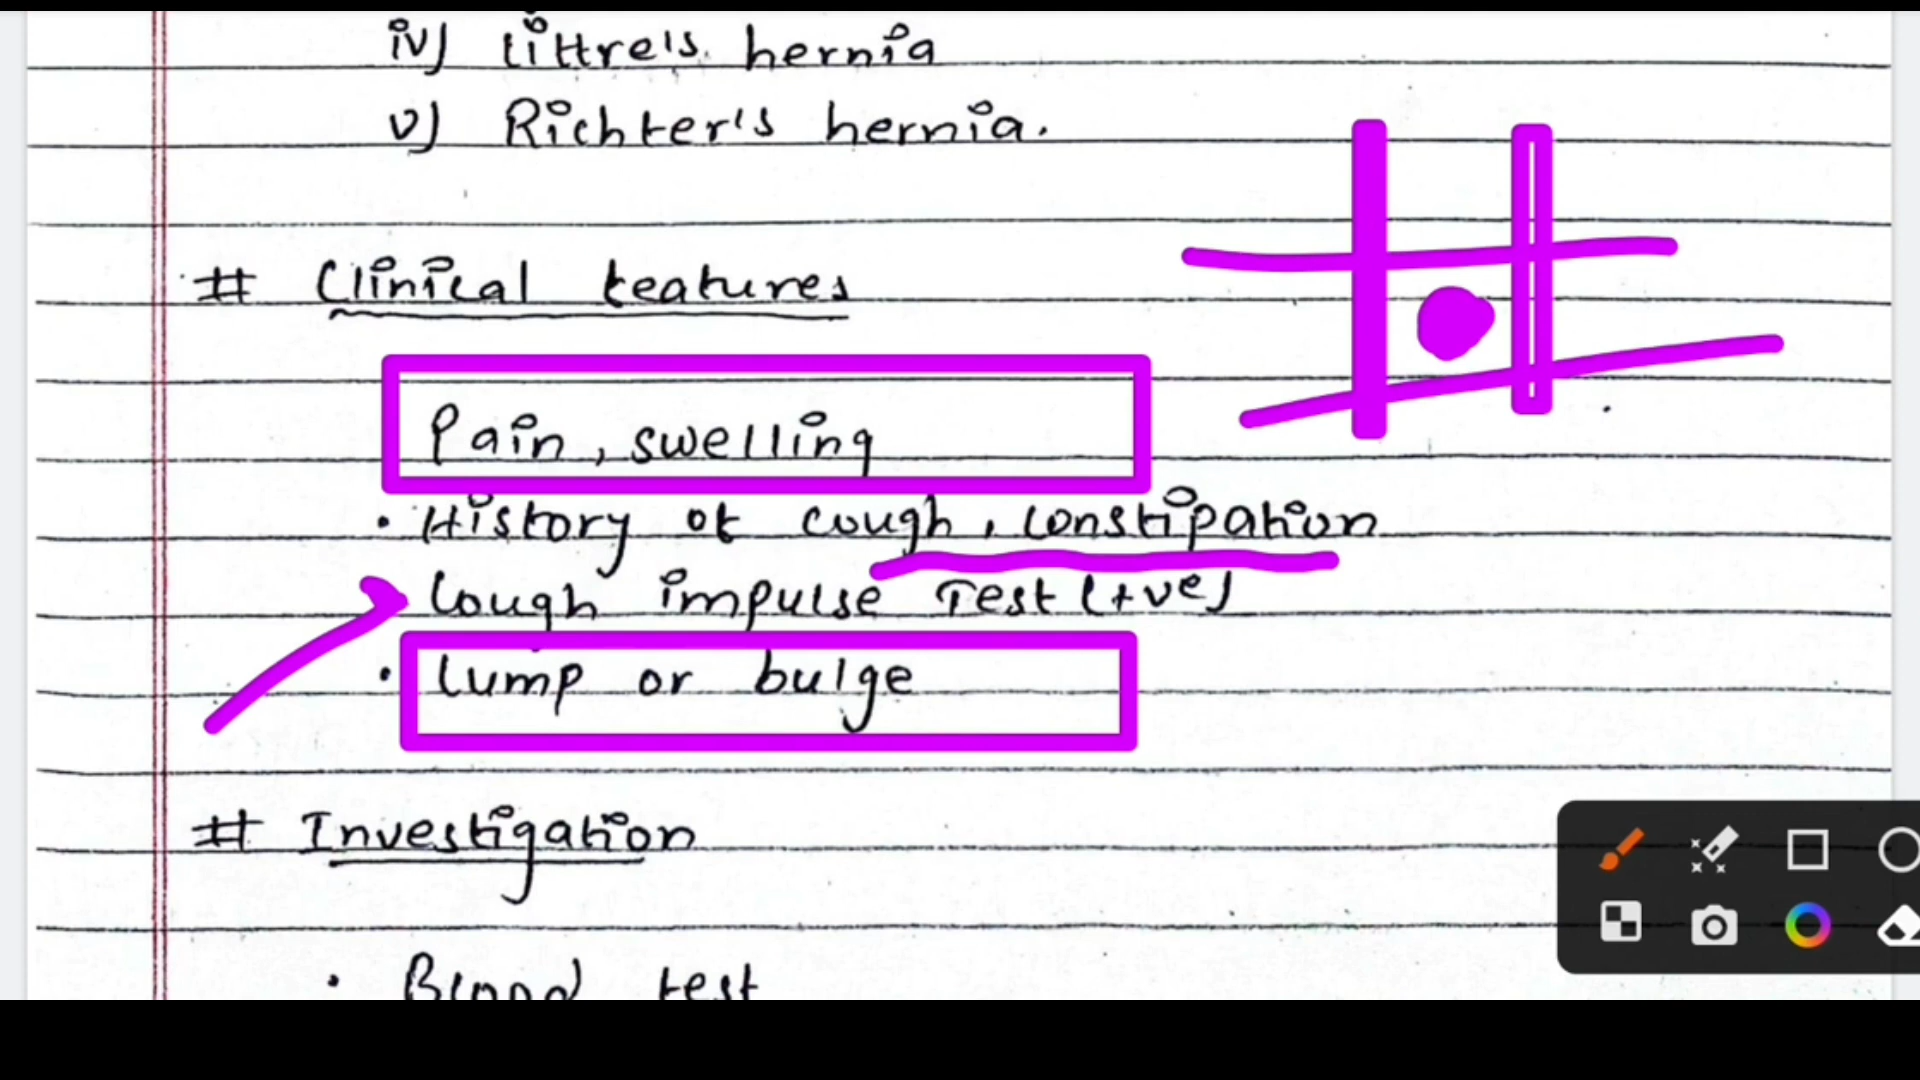 iv) Littre's hernia
v) Richter's hernia.
# Clinical features
Pain, swelling
• History of cough, constipation
Cough impulse Test (+ve)
• Lump or bulge
# Investigation
• Blood test